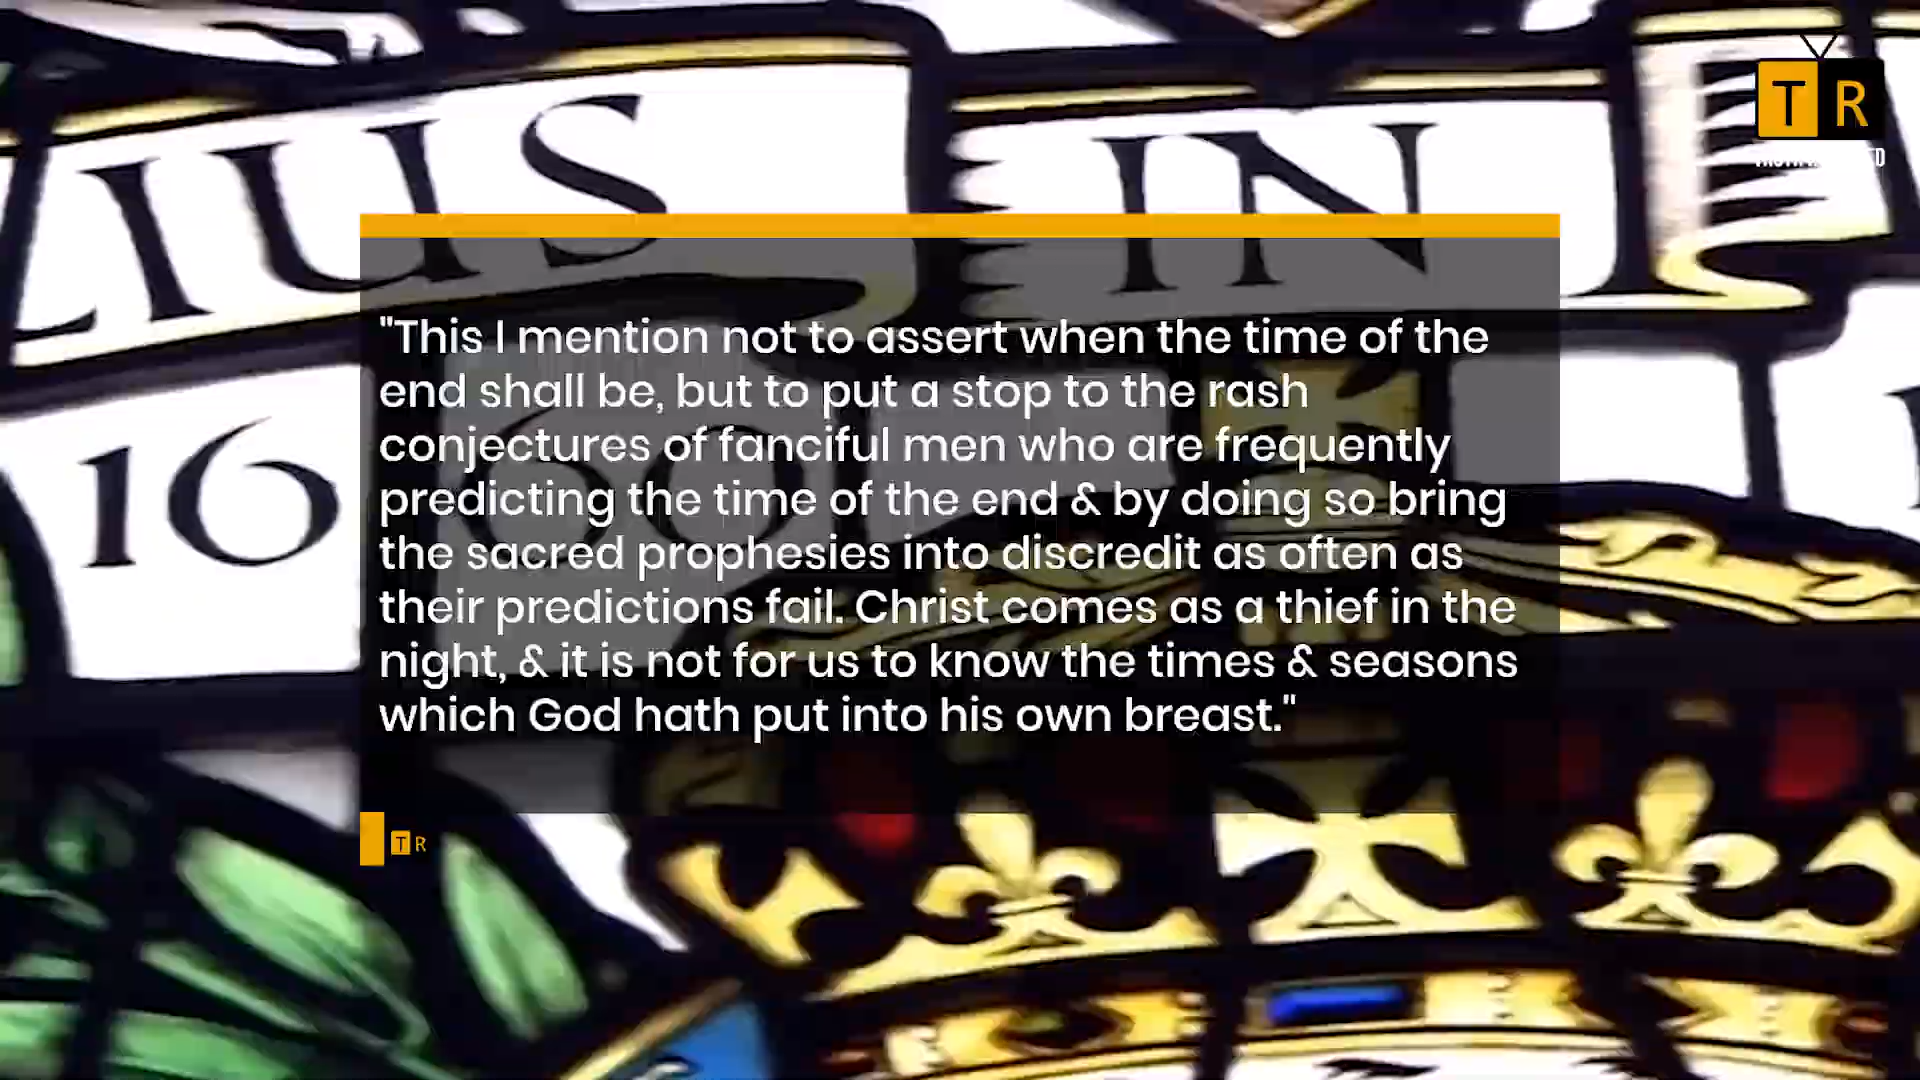 IUS IN
T R
"This I mention not to assert when the time of the
end shall be, but to put a stop to the rash
conjectures of fanciful men who are frequently
predicting the time of the end & by doing so bring
the sacred prophesies into discredit as often as
their predictions fail. Christ comes as a thief in the
night, & it is not for us to know the times & seasons
which God hath put into his own breast."
1660
T R